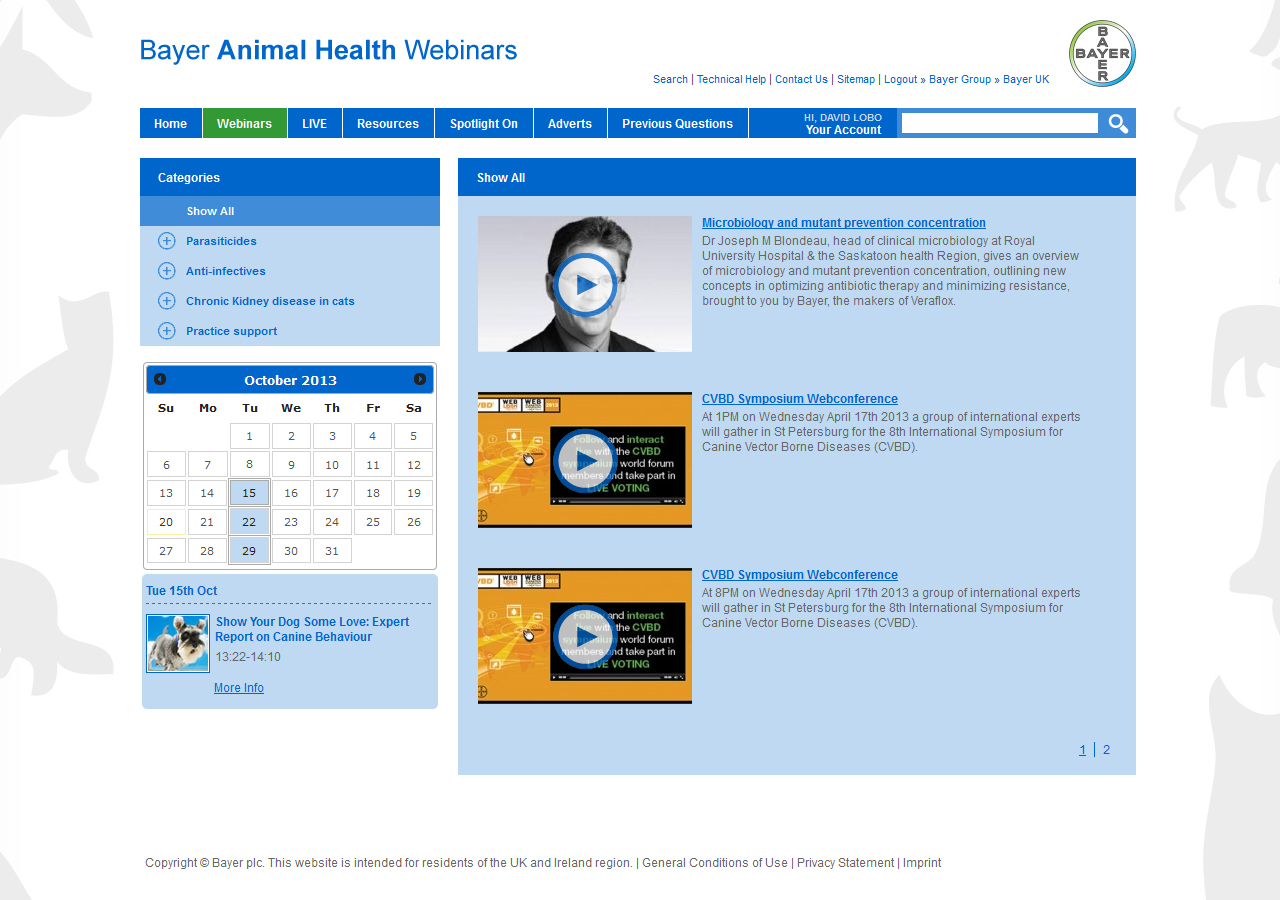 Bayer Animal Health Webinars
BAYER
BAYER
Search | Technical Help | Contact Us | Sitemap | Logout » Bayer Group » Bayer UK
Home Webinars LIVE Resources Spotlight On Adverts Previous Questions
HI, DAVID LOBO
Your Account
Categories
Show All
Parasiticides
Anti-infectives
Chronic Kidney disease in cats
Practice support
October 2013
Su Mo Tu We Th Fr Sa
1 2 3 4 5
6 7 8 9 10 11 12
13 14 15 16 17 18 19
20 21 22 23 24 25 26
27 28 29 30 31
Tue 15th Oct
Show Your Dog Some Love: Expert
Report on Canine Behaviour
13:22-14:10
More Info
Show All
Microbiology and mutant prevention concentration
Dr Joseph M Blondeau, head of clinical microbiology at Royal
University Hospital & the Saskatoon health Region, gives an overview
of microbiology and mutant prevention concentration, outlining new
concepts in optimizing antibiotic therapy and minimizing resistance,
brought to you by Bayer, the makers of Veraflox.
Follow and interact
live with the CVBD
symposium world forum
members and take part in
LIVE VOTING
CVBD Symposium Webconference
At 1PM on Wednesday April 17th 2013 a group of international experts
will gather in St Petersburg for the 8th International Symposium for
Canine Vector Borne Diseases (CVBD).
Follow and interact
live with the CVBD
symposium world forum
members and take part in
LIVE VOTING
CVBD Symposium Webconference
At 8PM on Wednesday April 17th 2013 a group of international experts
will gather in St Petersburg for the 8th International Symposium for
Canine Vector Borne Diseases (CVBD).
1 | 2
Copyright © Bayer plc. This website is intended for residents of the UK and Ireland region. | General Conditions of Use | Privacy Statement | Imprint